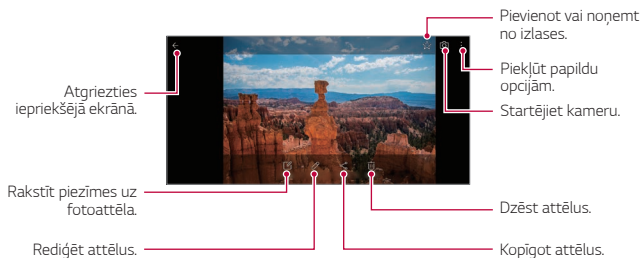 Pievienot vai noņemt
no izlases.
Piekļūt papildu
opcijām.
Startējiet kameru.
Atgriezties
iepriekšējā ekrānā.
Rakstīt piezīmes uz
fotoattēla.
Dzēst attēlus.
Rediģēt attēlus.
Kopīgot attēlus.